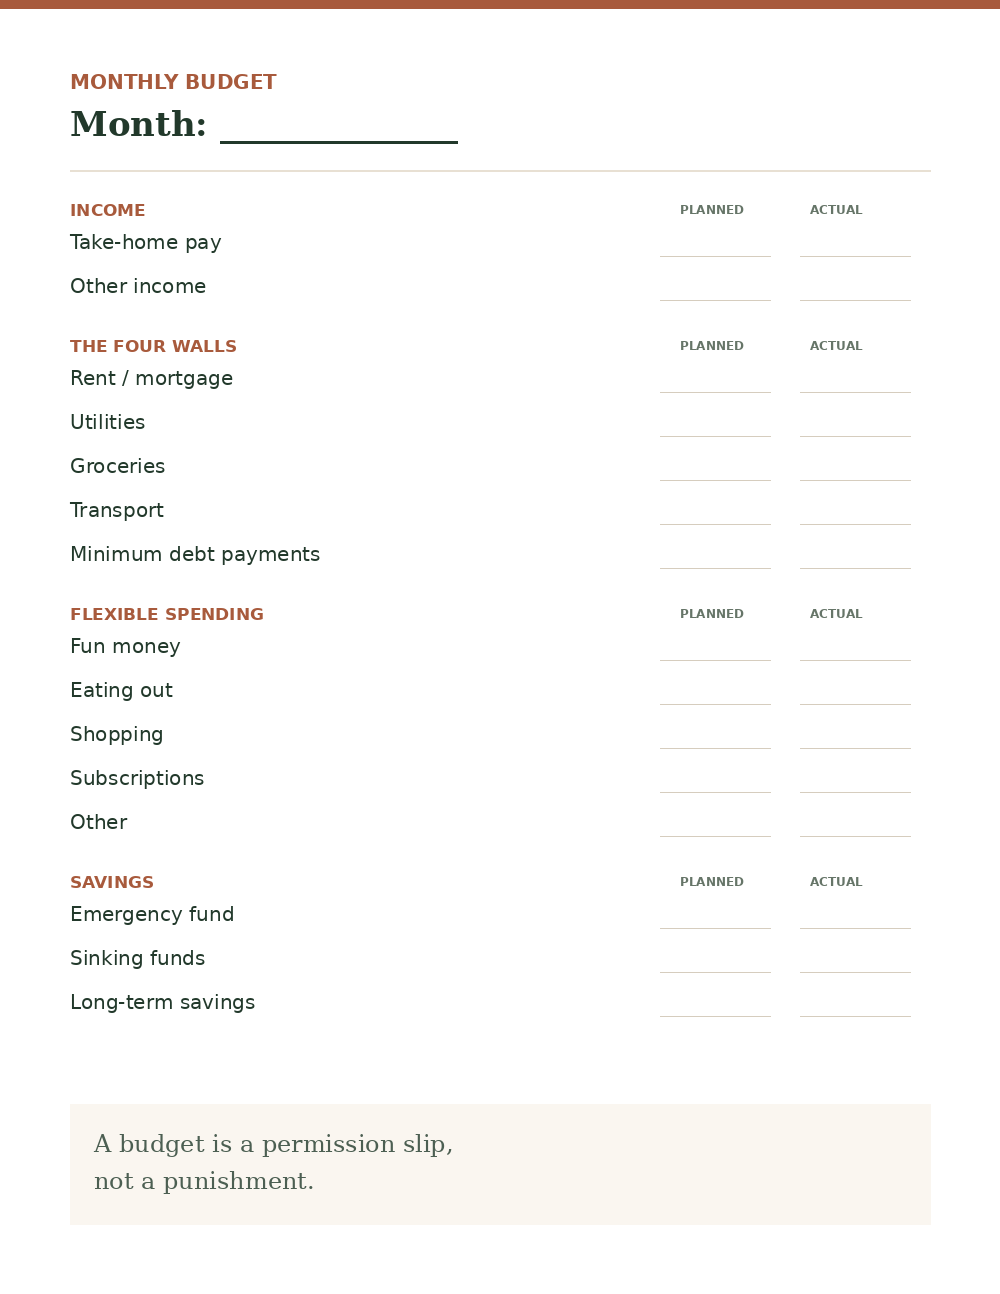 MONTHLY BUDGET
Month: ____________
INCOME PLANNED ACTUAL
Take-home pay
Other income
THE FOUR WALLS PLANNED ACTUAL
Rent / mortgage
Utilities
Groceries
Transport
Minimum debt payments
FLEXIBLE SPENDING PLANNED ACTUAL
Fun money
Eating out
Shopping
Subscriptions
Other
SAVINGS PLANNED ACTUAL
Emergency fund
Sinking funds
Long-term savings
A budget is a permission slip,
not a punishment.